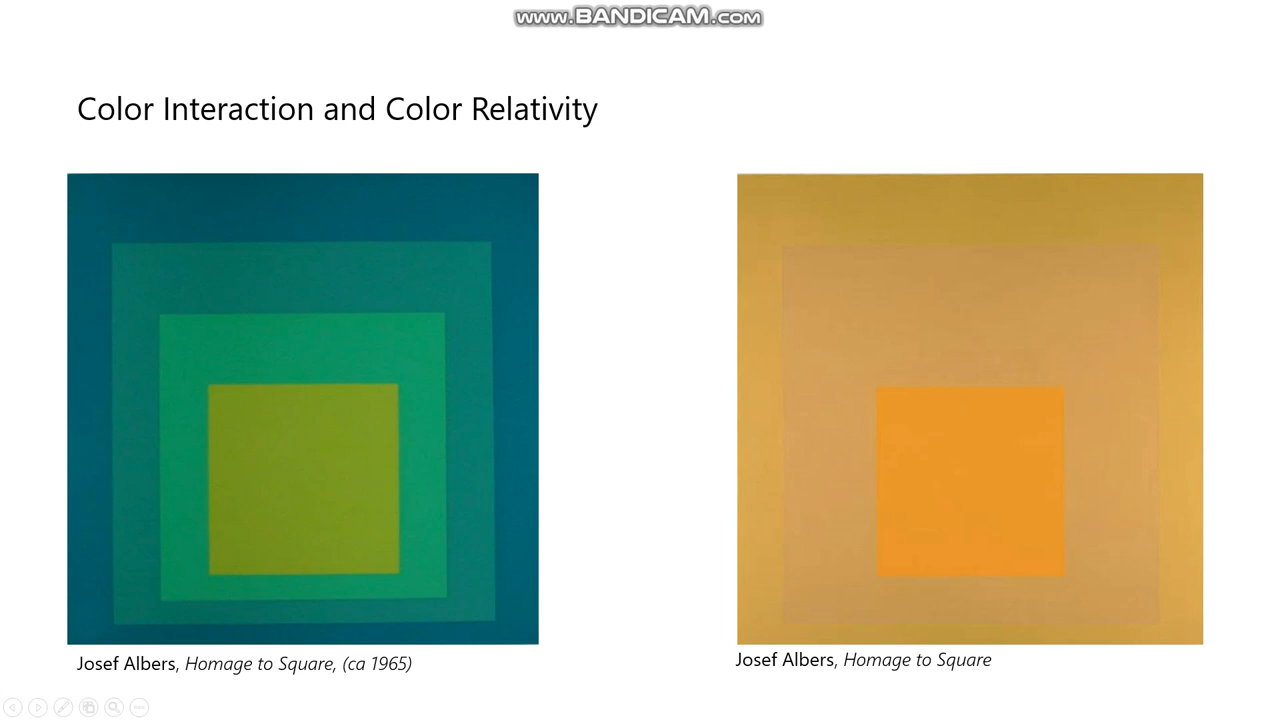 www.BANDICAM.com
Color Interaction and Color Relativity
Josef Albers, Homage to Square, (ca 1965)
Josef Albers, Homage to Square